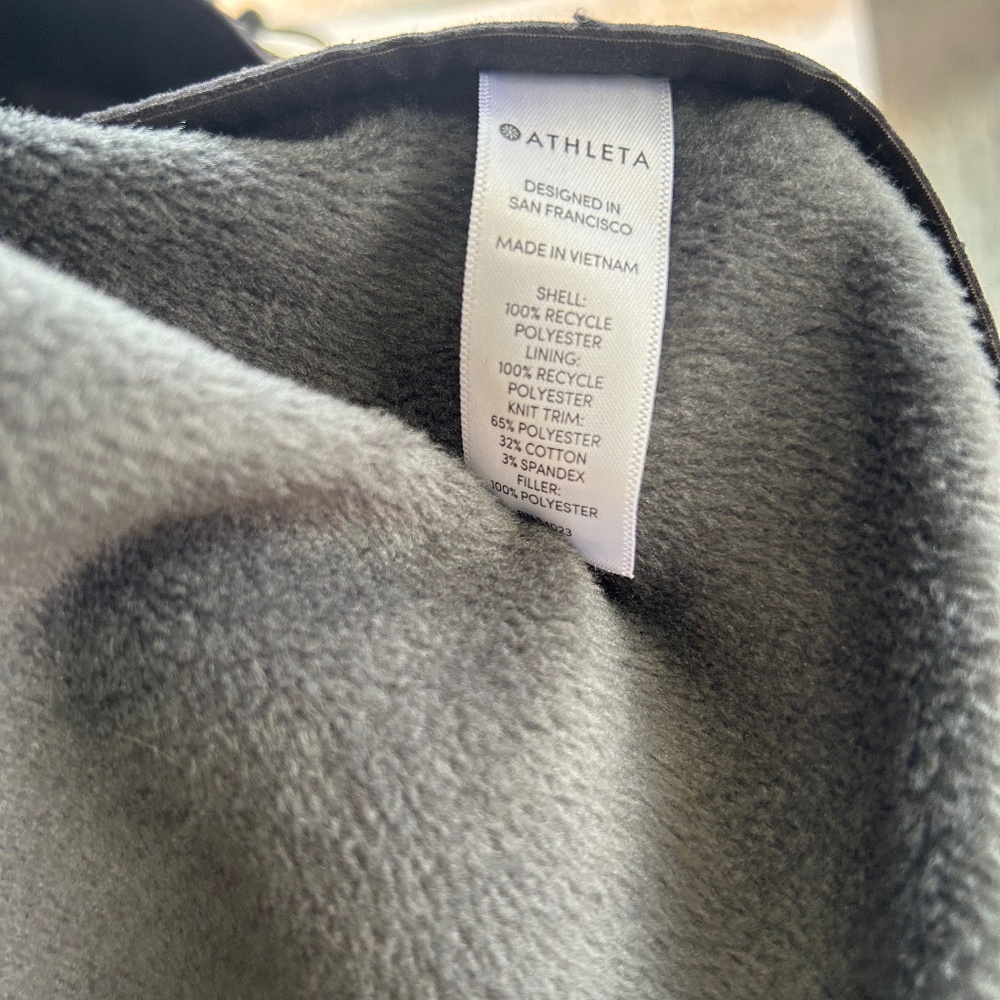 ATHLETA
DESIGNED IN
SAN FRANCISCO
MADE IN VIETNAM
SHELL:
100% RECYCLE
POLYESTER
LINING:
100% RECYCLE
POLYESTER
KNIT TRIM:
65% POLYESTER
32% COTTON
3% SPANDEX
FILLER:
100% POLYESTER